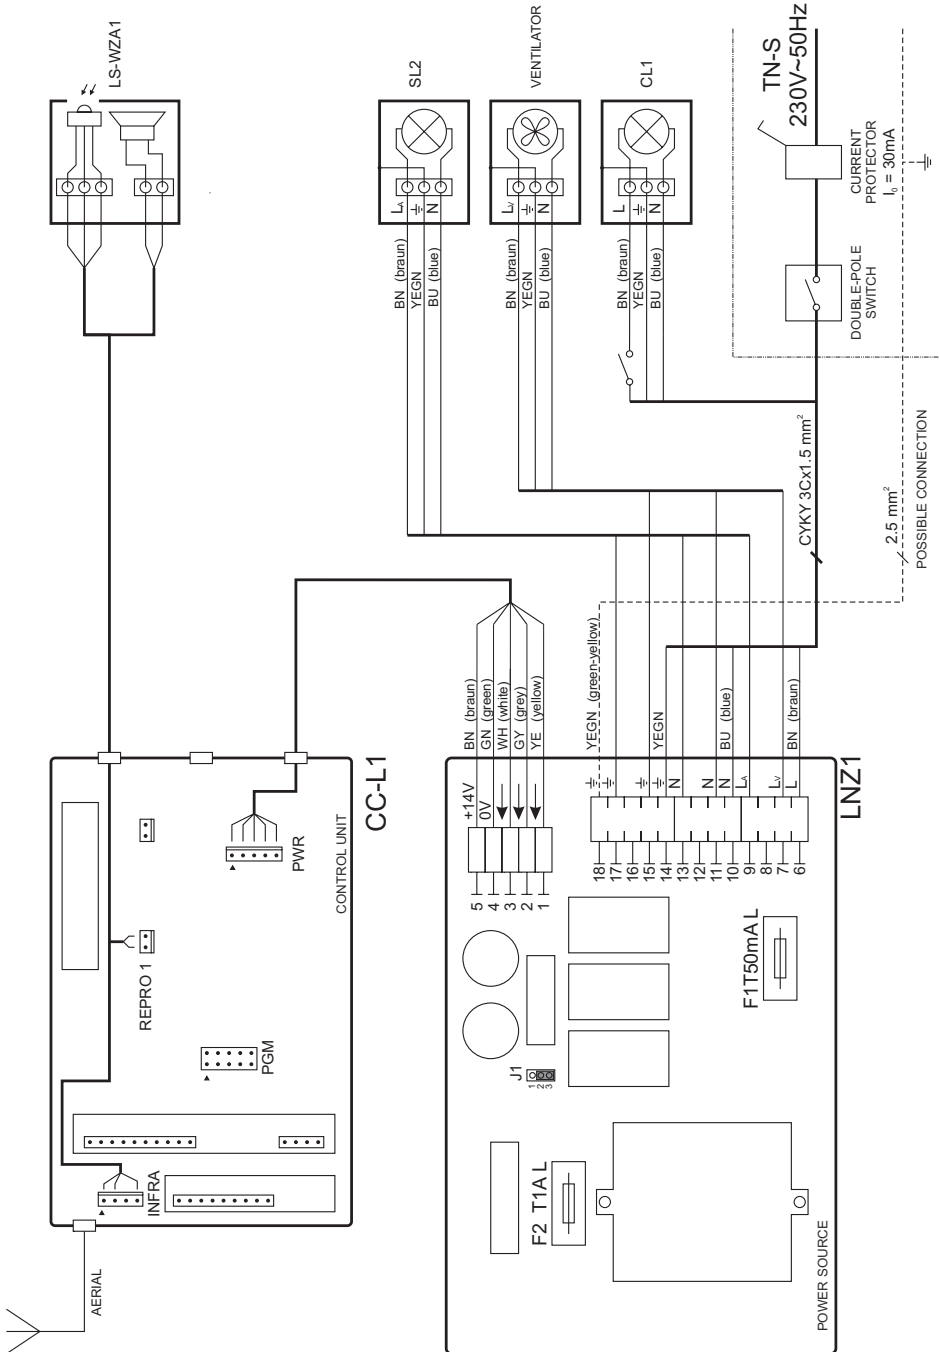 LS-WZA1
SL2
VENTILATOR
CL1
TN-S
230V~50Hz
CURRENT
PROTECTOR
I₀ = 30mA
DOUBLE-POLE
SWITCH
Lᴀ
N
BN (braun)
YEGN
BU (blue)
Lᵥ
N
BN (braun)
YEGN
BU (blue)
L
N
BN (braun)
YEGN
BU (blue)
CYKY 3Cx1.5 mm²
2.5 mm²
POSSIBLE CONNECTION
AERIAL
INFRA
PGM
REPRO 1
PWR
CONTROL UNIT
CC-L1
BN (braun)
GN (green)
WH (white)
GY (grey)
YE (yellow)
+14V
0V
5
4
3
2
1
YEGN (green-yellow)
YEGN
BU (blue)
BN (braun)
N
N
N
Lᴀ
Lᵥ
L
18
17
16
15
14
13
12
11
10
9
8
7
6
LNZ1
J1
1
2
3
F2 T1A L
F1T50mA L
POWER SOURCE